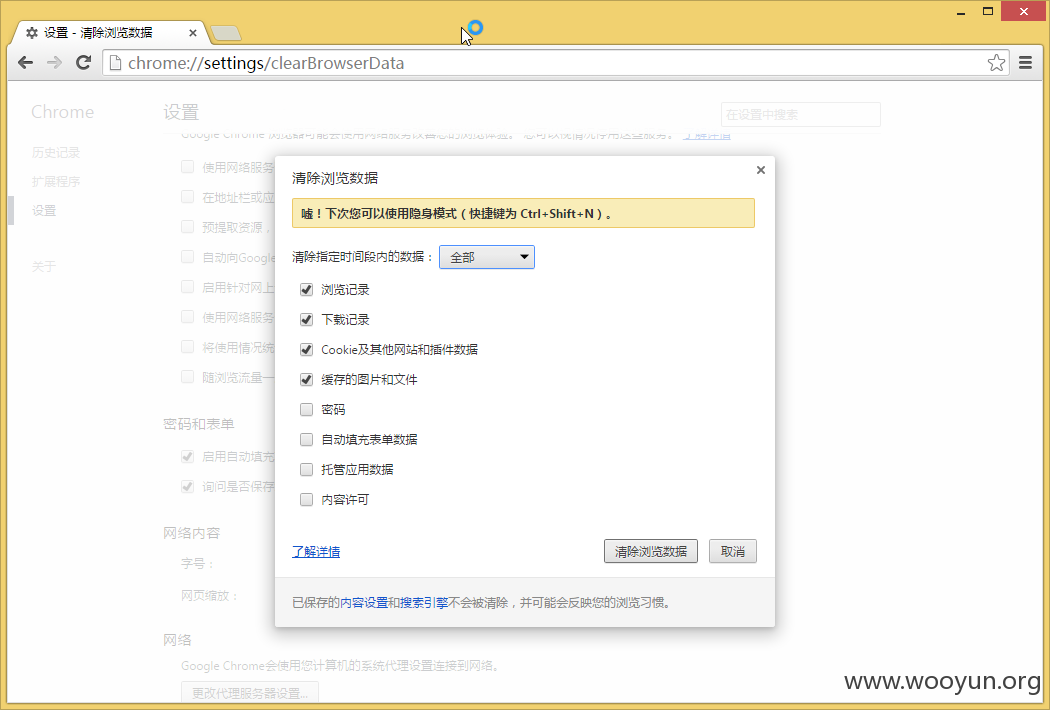 设置 - 清除浏览数据
chrome://settings/clearBrowserData
Chrome
设置
在设置中搜索
历史记录
扩展程序
设置
关于
Google Chrome 浏览器可能会使用网络服务改善您的浏览体验。您可以视情况停用这些服务。 了解详情
使用网络服务
在地址栏或应
预提取资源，
自动向Google
启用针对网上
使用网络服务
将使用情况统
随浏览流量一
密码和表单
启用自动填充
询问是否保存
网络内容
字号：
网页缩放：
网络
Google Chrome会使用您计算机的系统代理设置连接到网络。
更改代理服务器设置...
清除浏览数据
嘘！下次您可以使用隐身模式（快捷键为 Ctrl+Shift+N）。
清除指定时间段内的数据： 全部
浏览记录
下载记录
Cookie及其他网站和插件数据
缓存的图片和文件
密码
自动填充表单数据
托管应用数据
内容许可
了解详情 清除浏览数据 取消
已保存的内容设置和搜索引擎不会被清除，并可能会反映您的浏览习惯。
www.wooyun.org